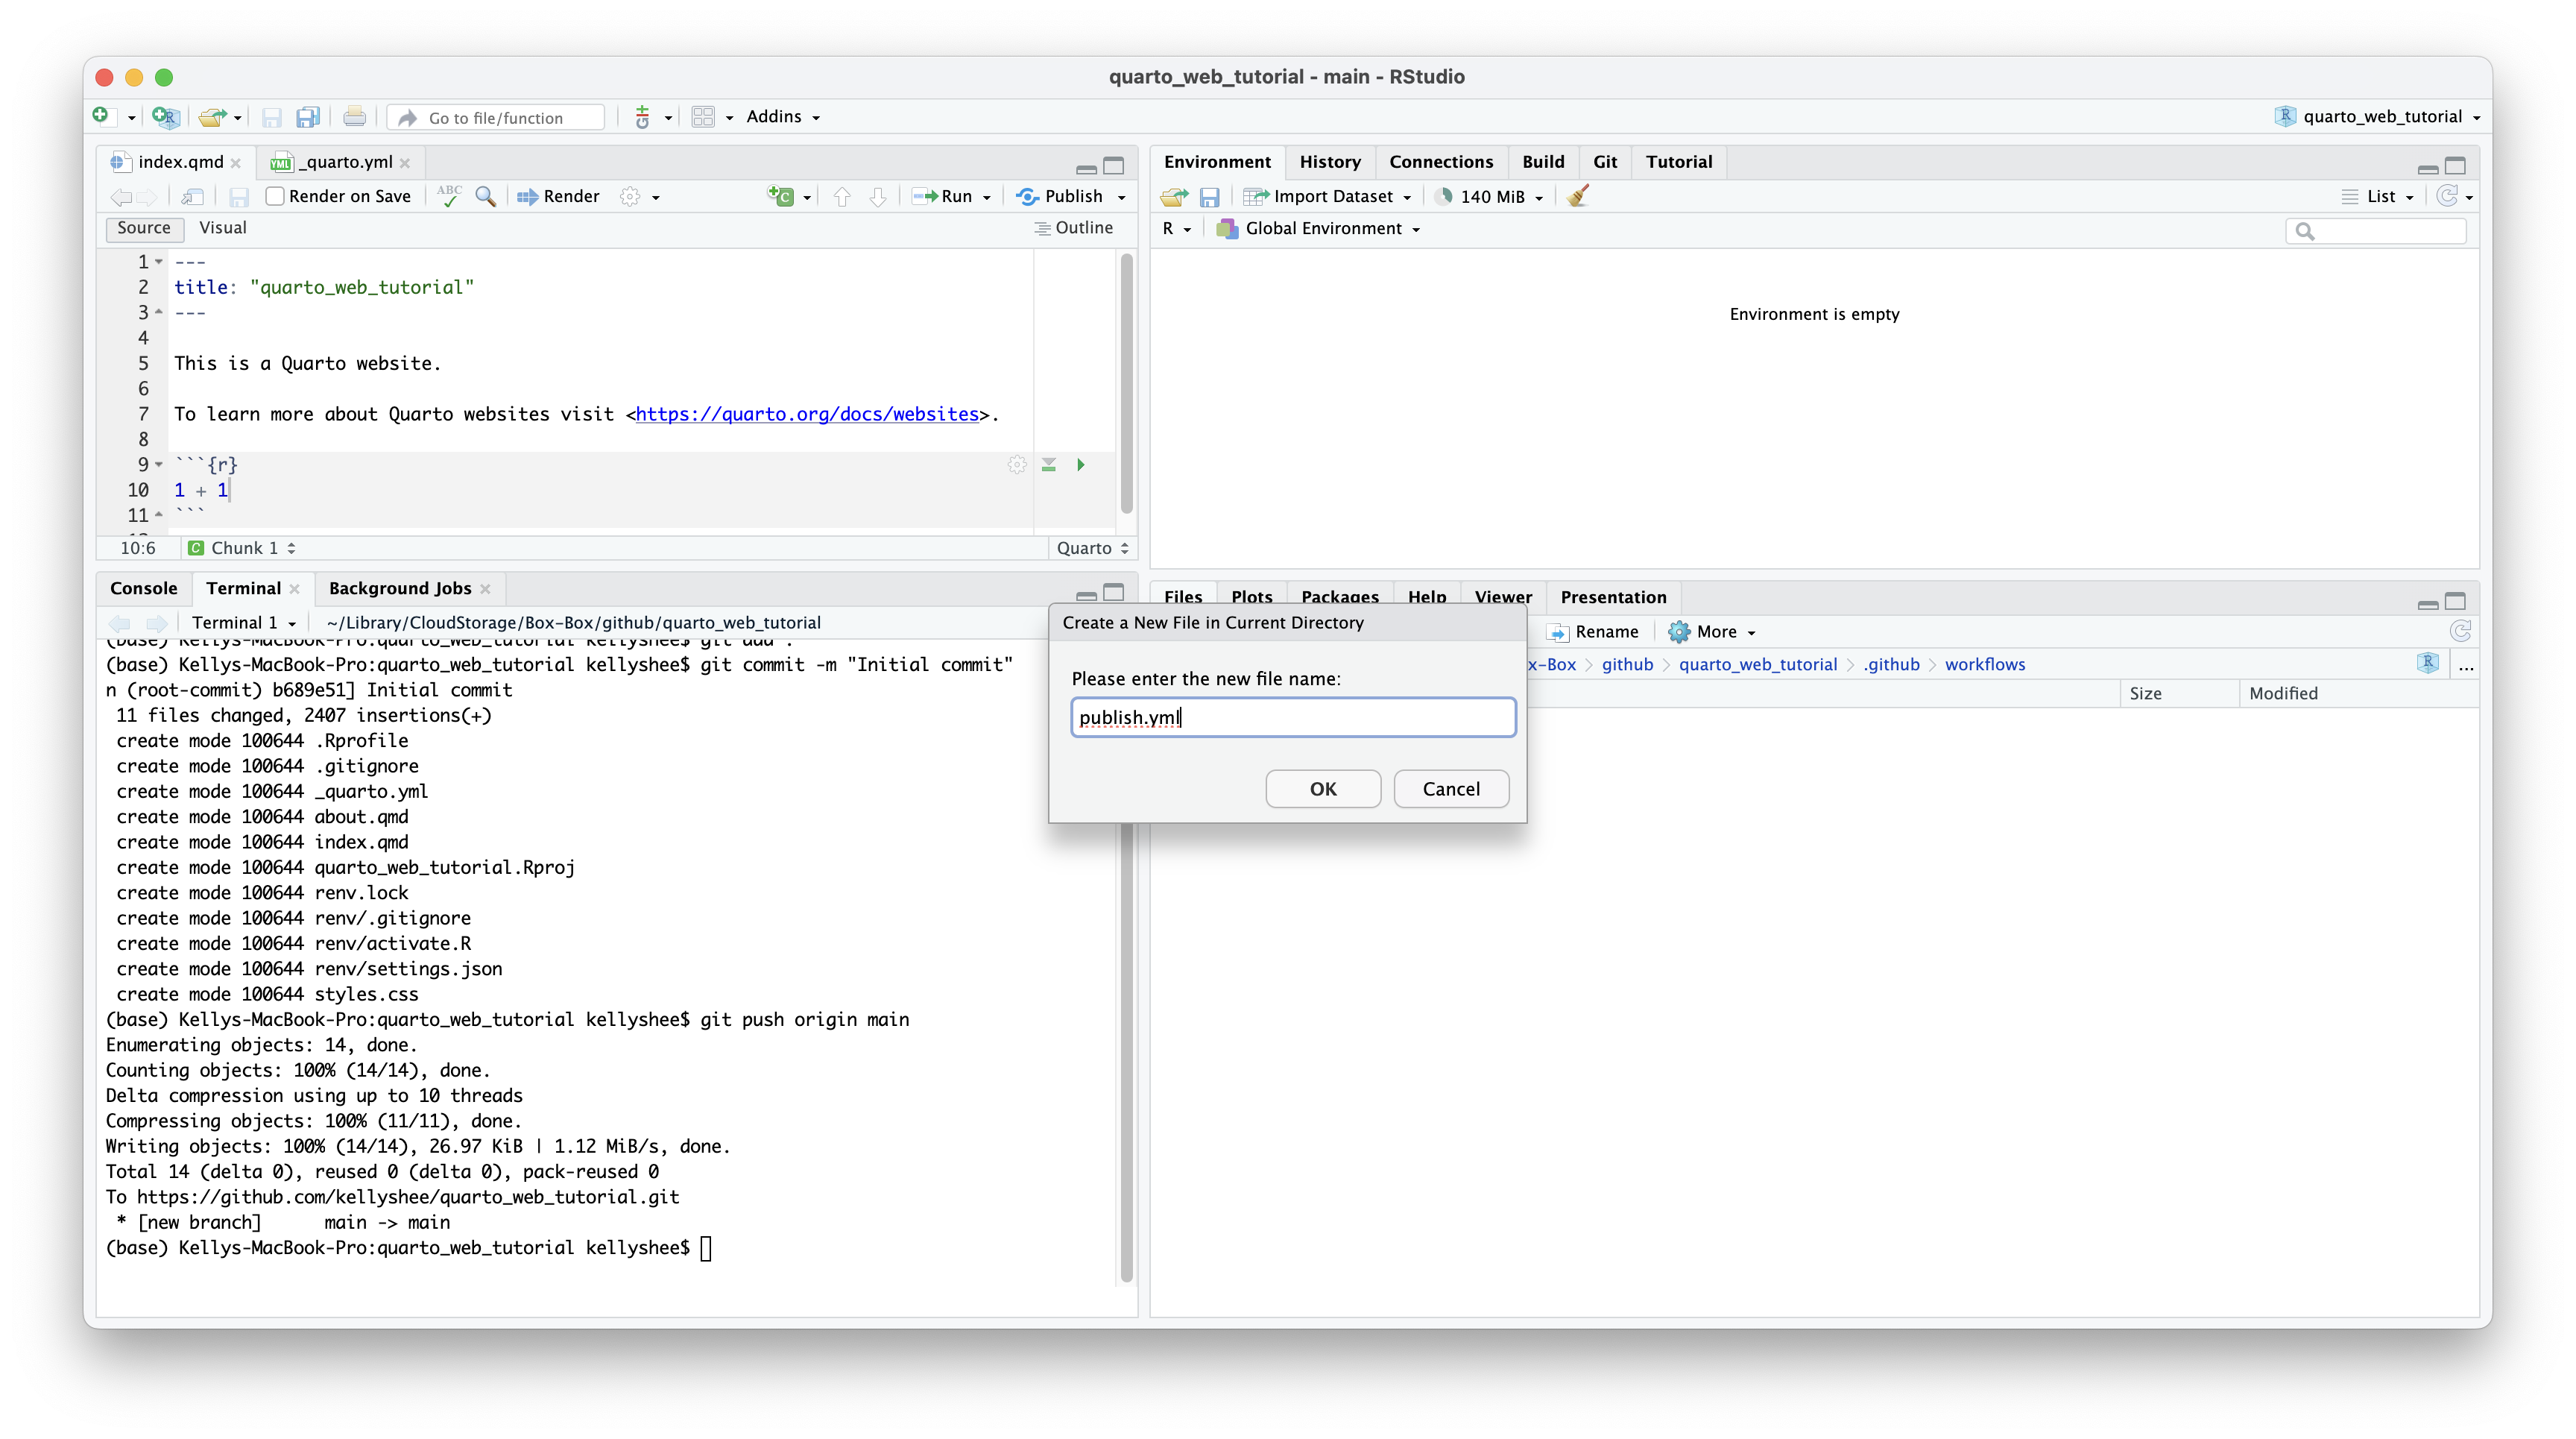 quarto_web_tutorial - main - RStudio
Go to file/function
Addins
quarto_web_tutorial
index.qmd
_quarto.yml
Render on Save
Render
Run
Publish
Source
Visual
Outline
1 ---
2 title: "quarto_web_tutorial"
3 ---
4
5 This is a Quarto website.
6
7 To learn more about Quarto websites visit <https://quarto.org/docs/websites>.
8
9 ```{r}
10 1 + 1
11 ```
10:6
Chunk 1
Quarto
Console
Terminal
Background Jobs
Terminal 1
~/Library/CloudStorage/Box-Box/github/quarto_web_tutorial
(base) Kellys-MacBook-Pro:quarto_web_tutorial kellyshee$ git add .
(base) Kellys-MacBook-Pro:quarto_web_tutorial kellyshee$ git commit -m "Initial commit"
n (root-commit) b689e51] Initial commit
11 files changed, 2407 insertions(+)
create mode 100644 .Rprofile
create mode 100644 .gitignore
create mode 100644 _quarto.yml
create mode 100644 about.qmd
create mode 100644 index.qmd
create mode 100644 quarto_web_tutorial.Rproj
create mode 100644 renv.lock
create mode 100644 renv/.gitignore
create mode 100644 renv/activate.R
create mode 100644 renv/settings.json
create mode 100644 styles.css
(base) Kellys-MacBook-Pro:quarto_web_tutorial kellyshee$ git push origin main
Enumerating objects: 14, done.
Counting objects: 100% (14/14), done.
Delta compression using up to 10 threads
Compressing objects: 100% (11/11), done.
Writing objects: 100% (14/14), 26.97 KiB | 1.12 MiB/s, done.
Total 14 (delta 0), reused 0 (delta 0), pack-reused 0
To https://github.com/kellyshee/quarto_web_tutorial.git
* [new branch]      main -> main
(base) Kellys-MacBook-Pro:quarto_web_tutorial kellyshee$
Environment
History
Connections
Build
Git
Tutorial
Import Dataset
140 MiB
List
R
Global Environment
Environment is empty
Files
Plots
Packages
Help
Viewer
Presentation
Rename
More
x-Box
github
quarto_web_tutorial
.github
workflows
...
Size
Modified
Create a New File in Current Directory
Please enter the new file name:
publish.yml
OK
Cancel